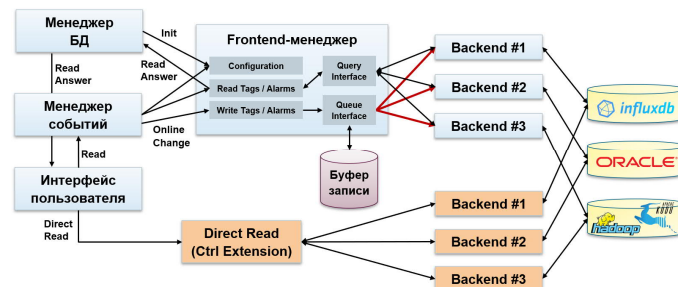 Менеджер
БД
Init
Read
Answer
Read
Answer
Менеджер
событий
Online
Change
Read
Интерфейс
пользователя
Direct
Read
Frontend-менеджер
Configuration
Read Tags / Alarms
Write Tags / Alarms
Query
Interface
Queue
Interface
Буфер
записи
Direct Read
(Ctrl Extension)
Backend #1
Backend #2
Backend #3
Backend #1
Backend #2
Backend #3
influxdb
ORACLE
hadoop
APACHE
KUDU